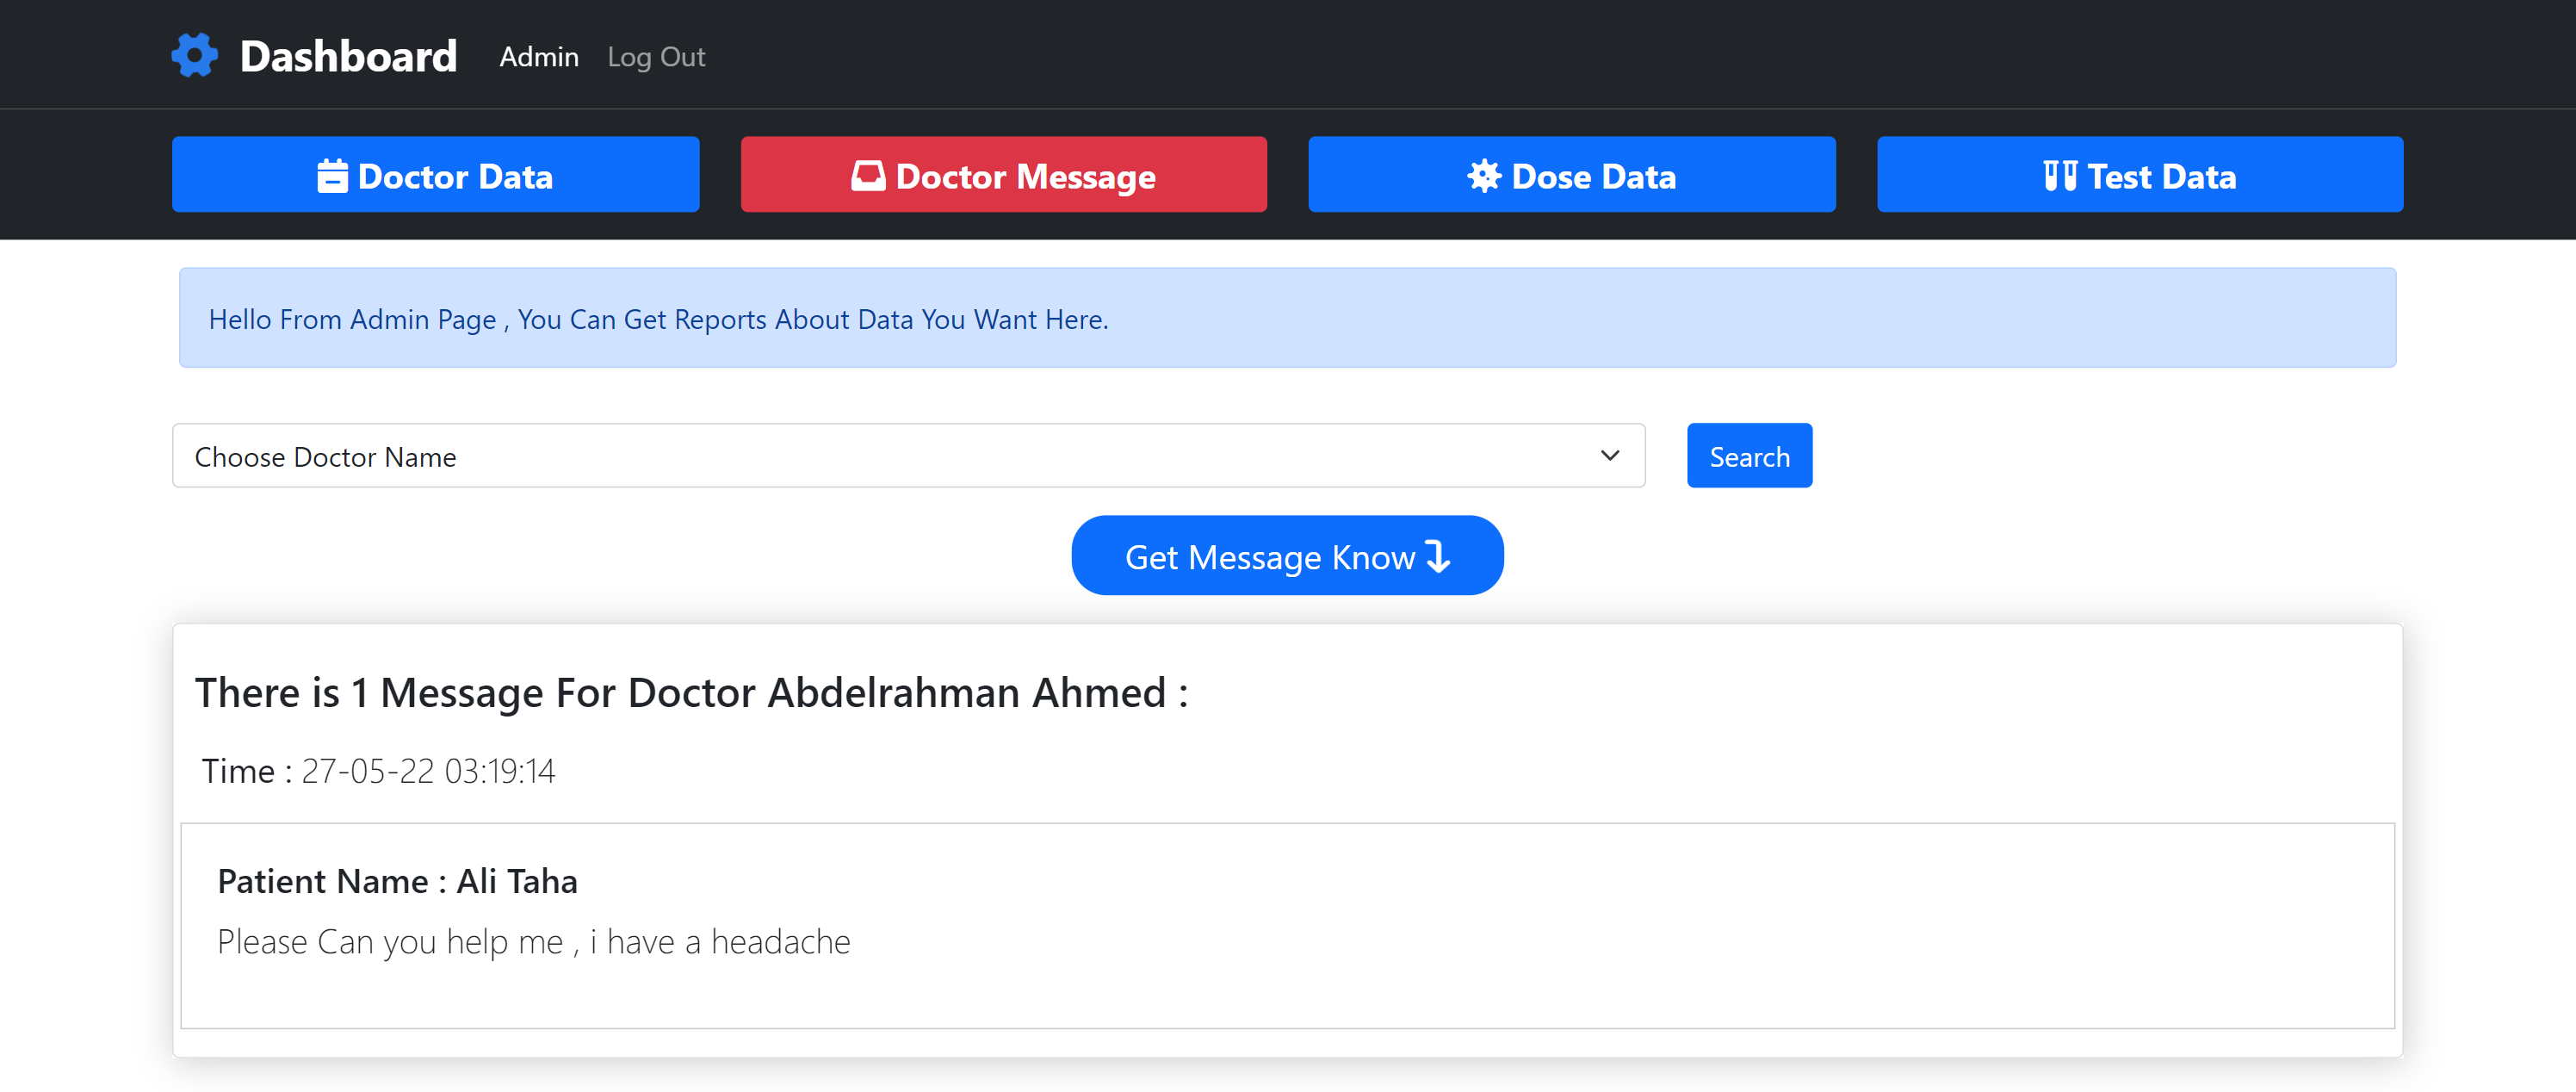 Dashboard Admin Log Out
Doctor Data Doctor Message Dose Data Test Data
Hello From Admin Page , You Can Get Reports About Data You Want Here.
Choose Doctor Name Search
Get Message Know
There is 1 Message For Doctor Abdelrahman Ahmed :
Time : 27-05-22 03:19:14
Patient Name : Ali Taha
Please Can you help me , i have a headache